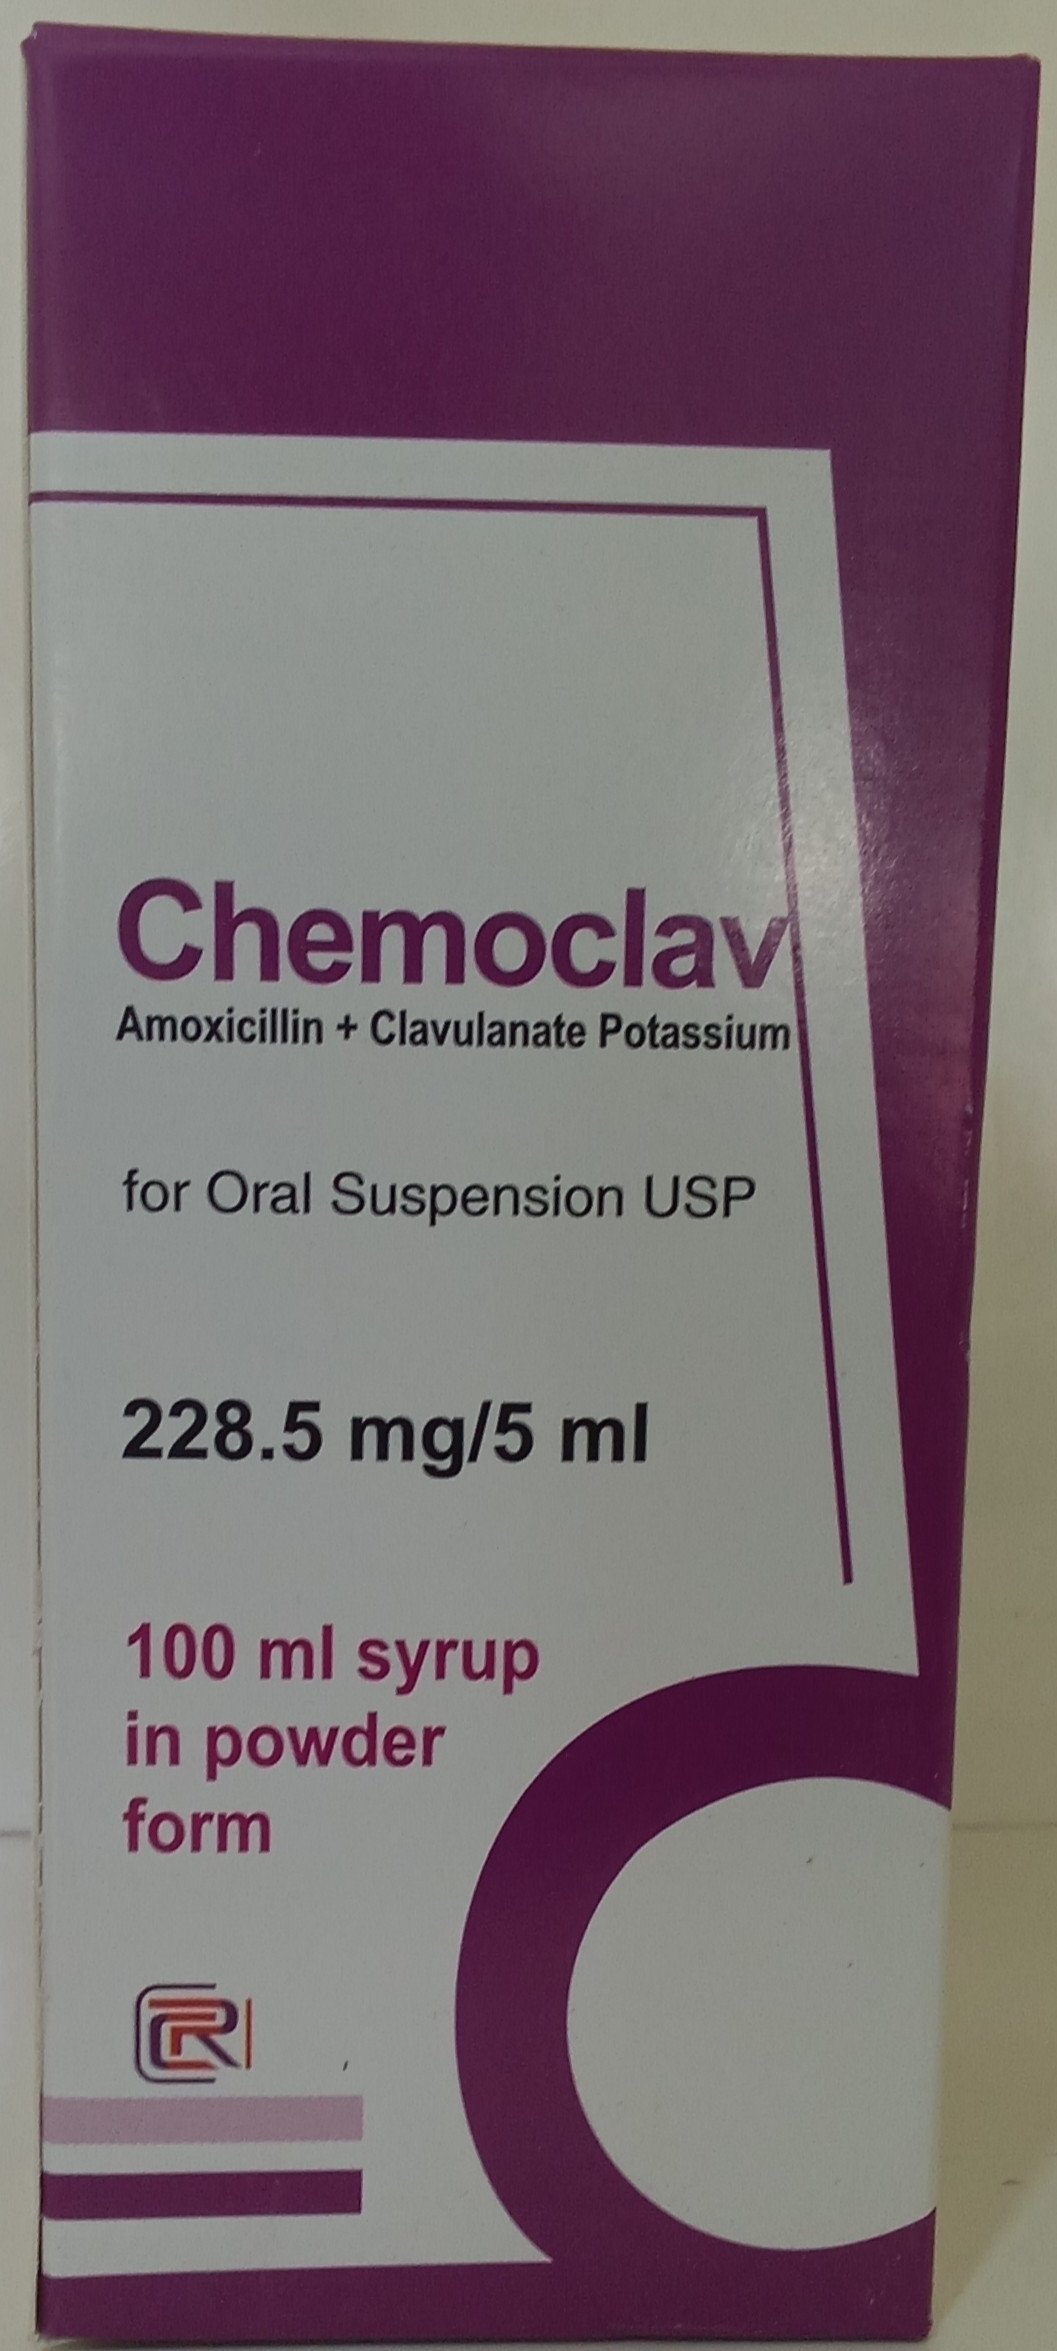 Chemoclav
Amoxicillin + Clavulanate Potassium
for Oral Suspension USP
228.5 mg/5 ml
100 ml syrup
in powder
form